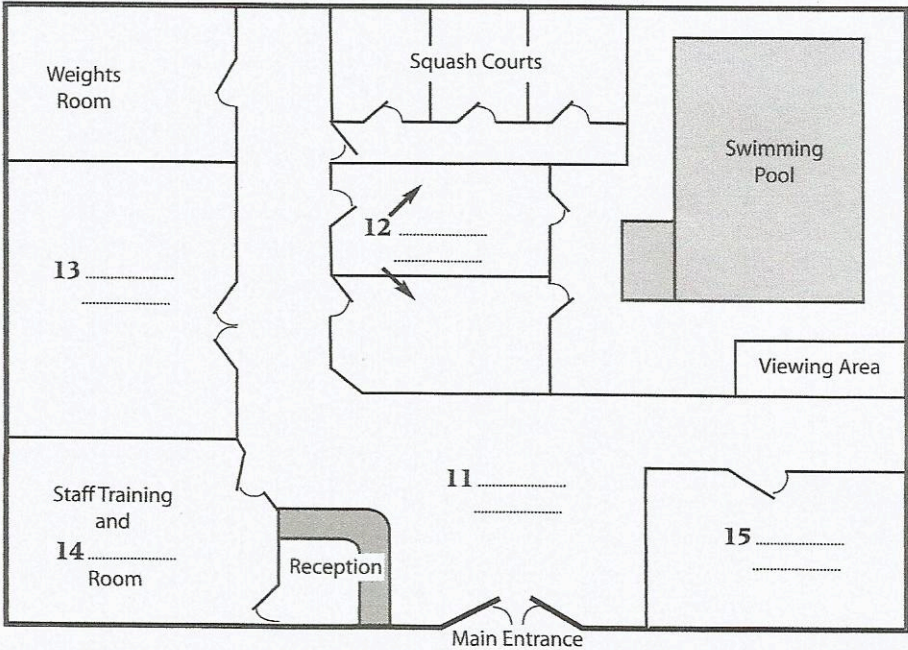 Weights
Room
Squash Courts
Swimming
Pool
12 ....................
....................
13 ....................
....................
Viewing Area
11 ....................
....................
Staff Training
and
14 ....................
Room
Reception
15 ....................
....................
Main Entrance